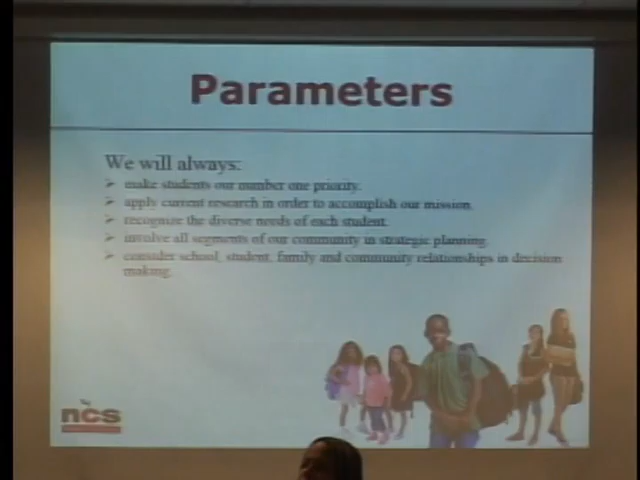 Parameters
We will always:
➢ make students our number one priority.
➢ apply current research in order to accomplish our mission.
➢ recognize the diverse needs of each student.
➢ involve all segments of our community in strategic planning.
➢ consider school, student, family and community relationships in decision
making.
ncs